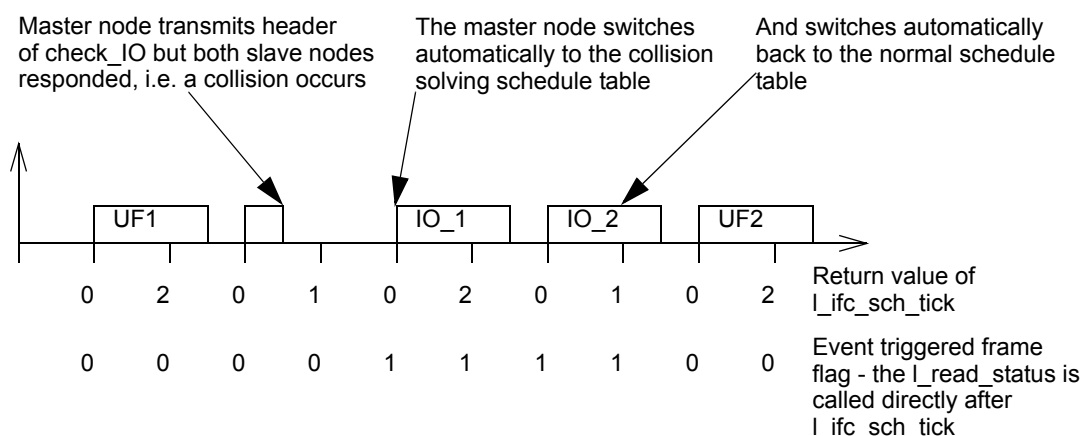 Master node transmits header
of check_IO but both slave nodes
responded, i.e. a collision occurs
The master node switches
automatically to the collision
solving schedule table
And switches automatically
back to the normal schedule
table
UF1
IO_1
IO_2
UF2
0 2 0 1 0 2 0 1 0 2
Return value of
l_ifc_sch_tick
0 0 0 0 1 1 1 1 0 0
Event triggered frame
flag - the l_read_status is
called directly after
l_ifc_sch_tick